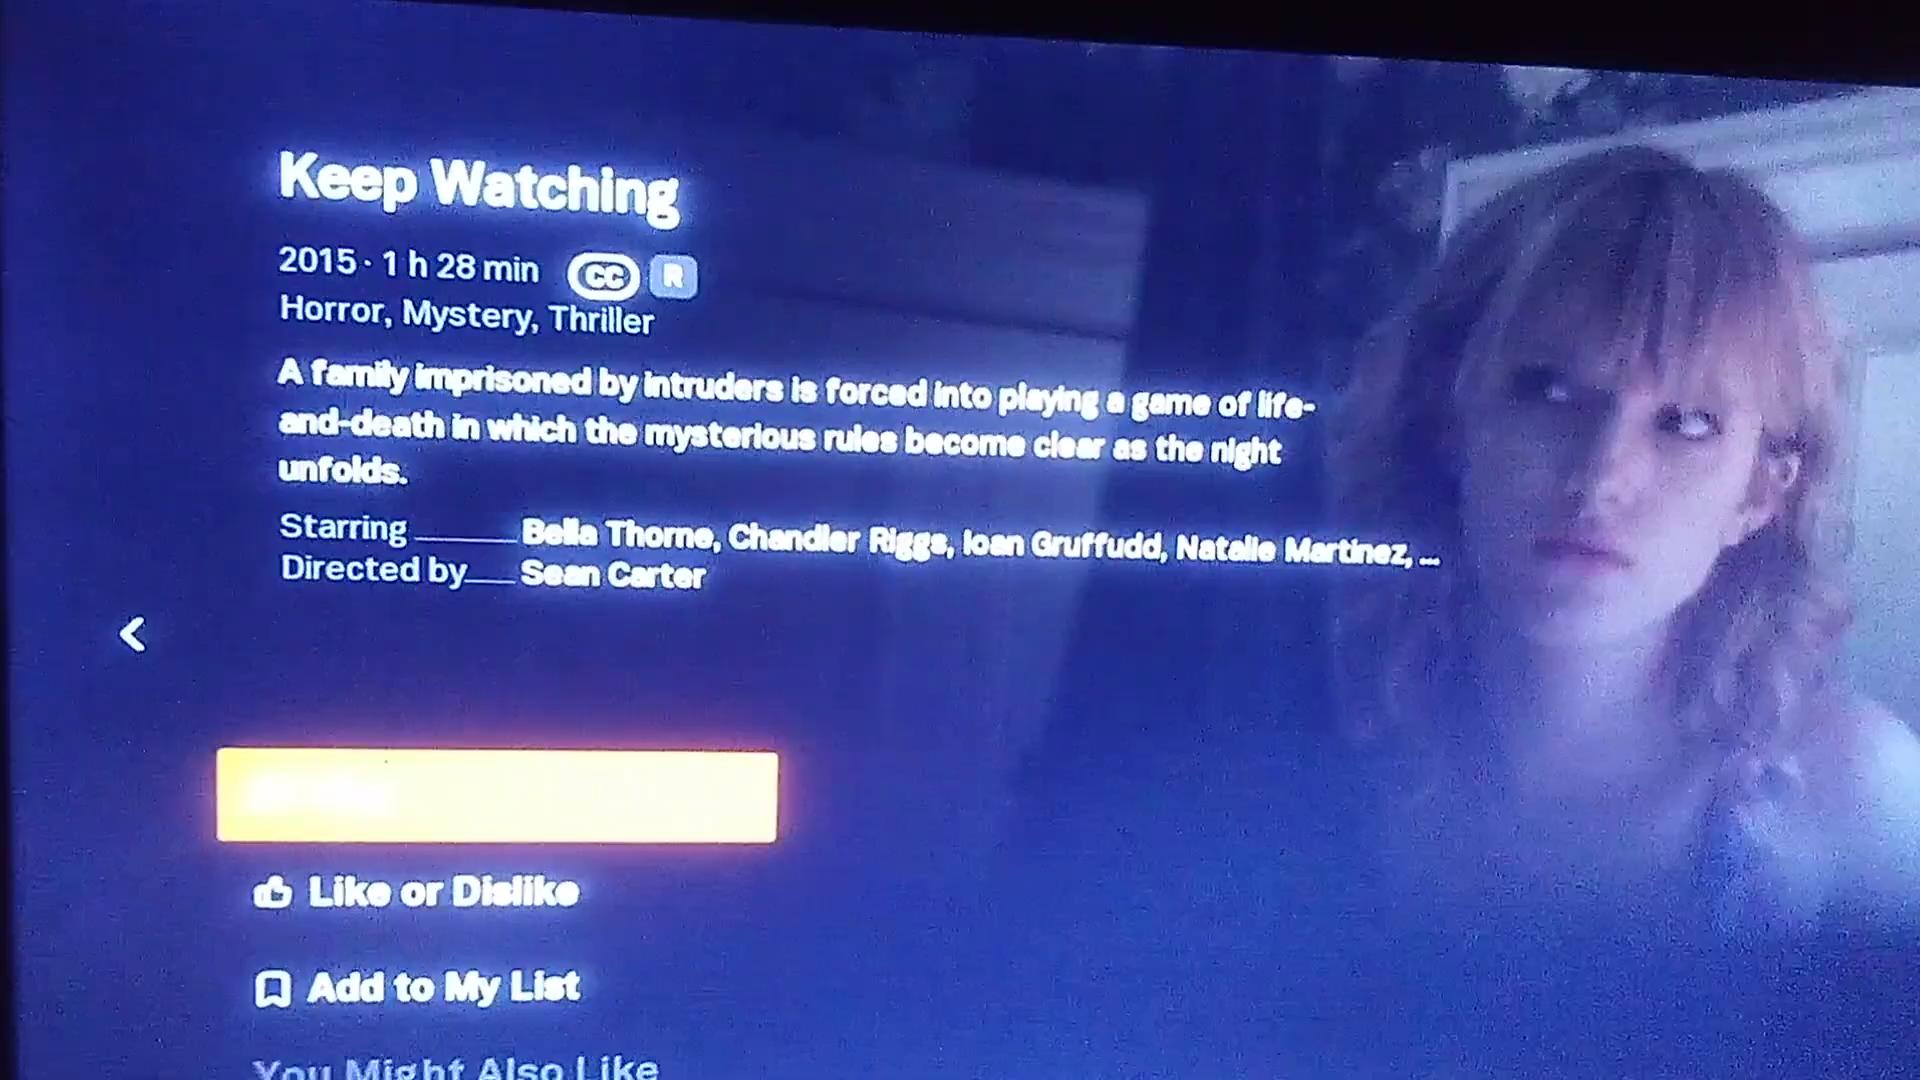 Keep Watching
2015 · 1 h 28 min CC R
Horror, Mystery, Thriller
A family imprisoned by intruders is forced into playing a game of life-
and-death in which the mysterious rules become clear as the night
unfolds.
Starring Bella Thorne, Chandler Riggs, Ioan Gruffudd, Natalie Martinez, ...
Directed by Sean Carter
Like or Dislike
Add to My List
You Might Also Like